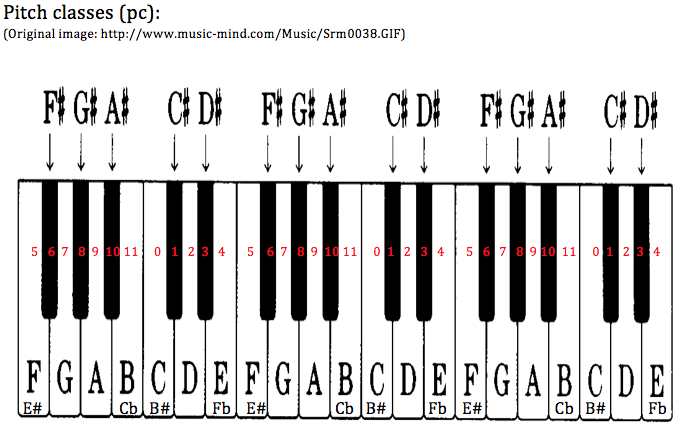 Pitch classes (pc):
(Original image: http://www.music-mind.com/Music/Srm0038.GIF)
F♯ G♯ A♯ C♯ D♯ F♯ G♯ A♯ C♯ D♯ F♯ G♯ A♯ C♯ D♯
5 6 7 8 9 10 11 0 1 2 3 4 5 6 7 8 9 10 11 0 1 2 3 4 5 6 7 8 9 10 11 0 1 2 3 4
F G A B C D E F G A B C D E F G A B C D E
E# Cb B# Fb E# Cb B# Fb E# Cb B# Fb